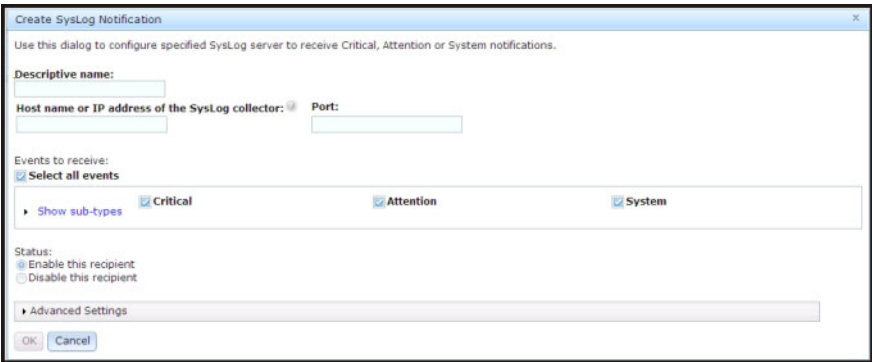 Create SysLog Notification x
Use this dialog to configure specified SysLog server to receive Critical, Attention or System notifications.
Descriptive name:
Host name or IP address of the SysLog collector: Port:
Events to receive:
Select all events
Show sub-types Critical Attention System
Status:
Enable this recipient
Disable this recipient
Advanced Settings
OK Cancel